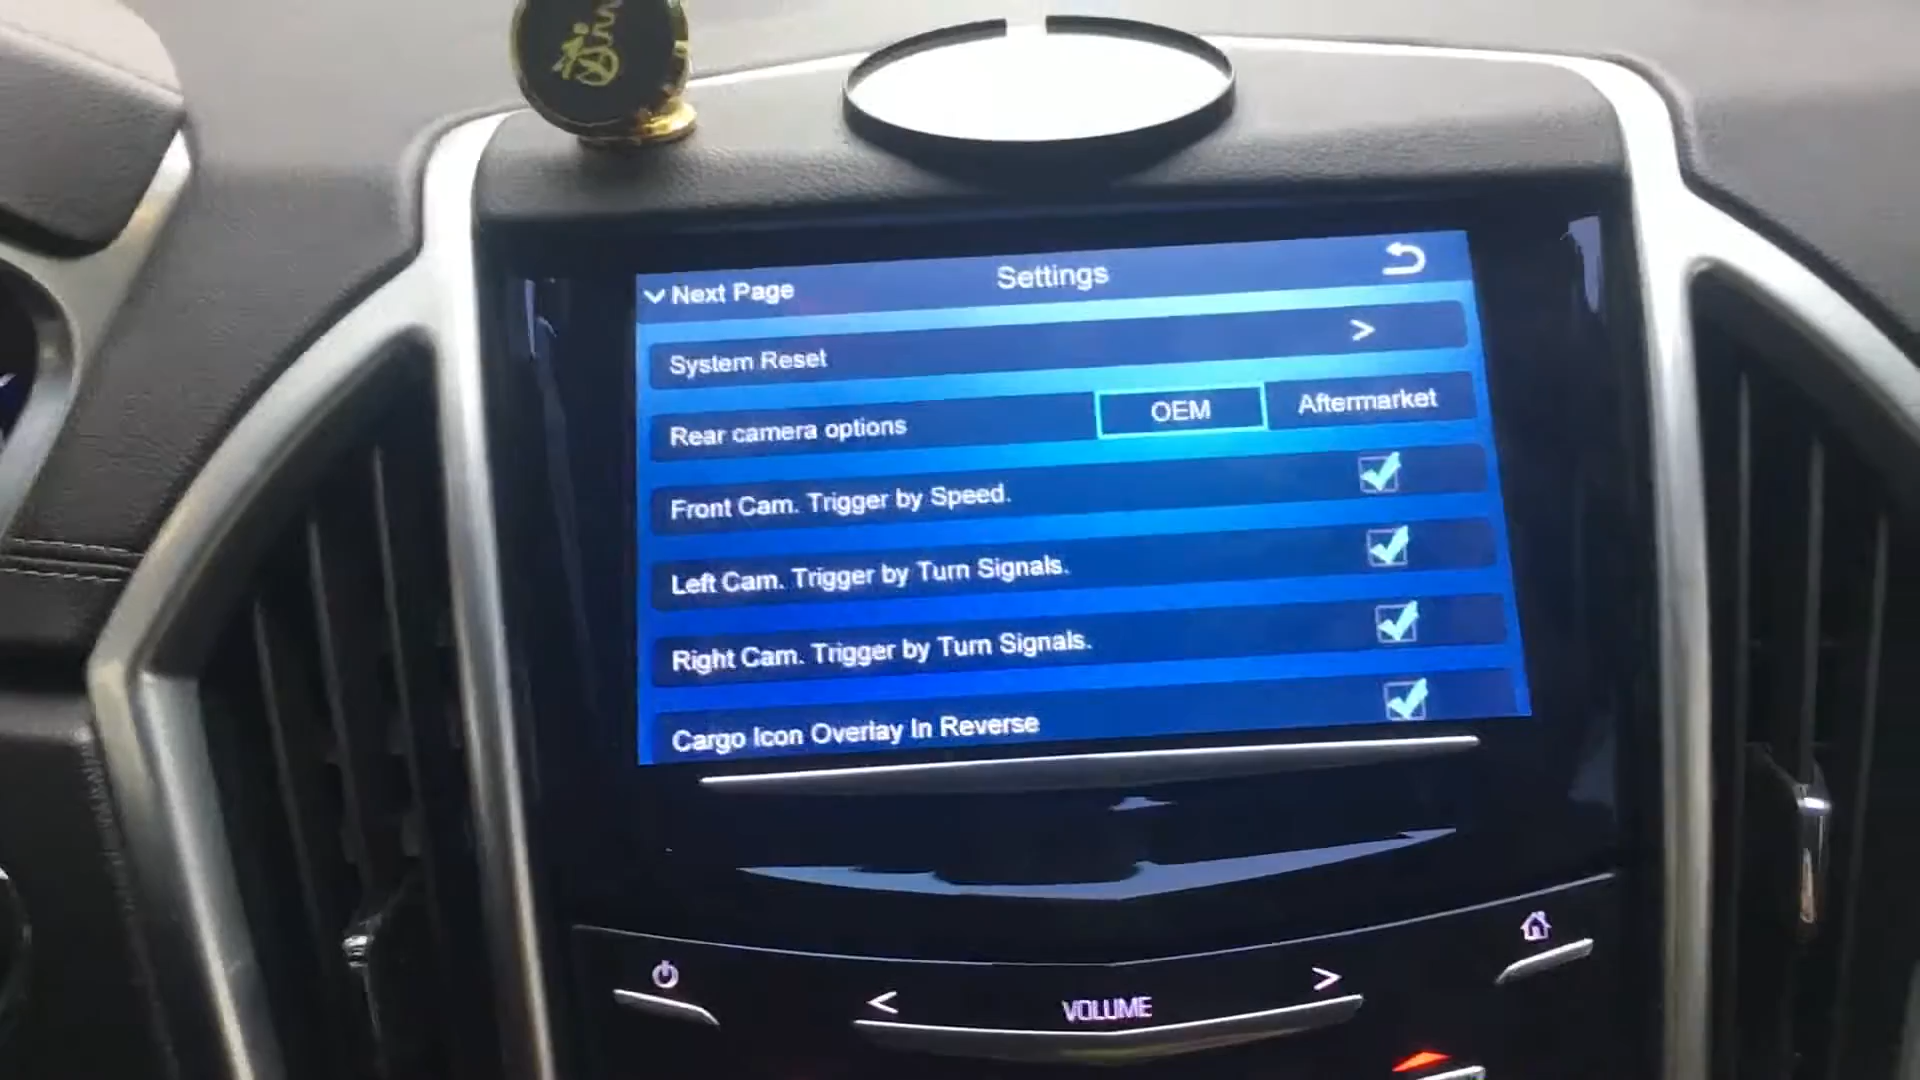 Next Page
Settings
System Reset
>
Rear camera options
OEM
Aftermarket
Front Cam. Trigger by Speed.
Left Cam. Trigger by Turn Signals.
Right Cam. Trigger by Turn Signals.
Cargo Icon Overlay In Reverse
< VOLUME >